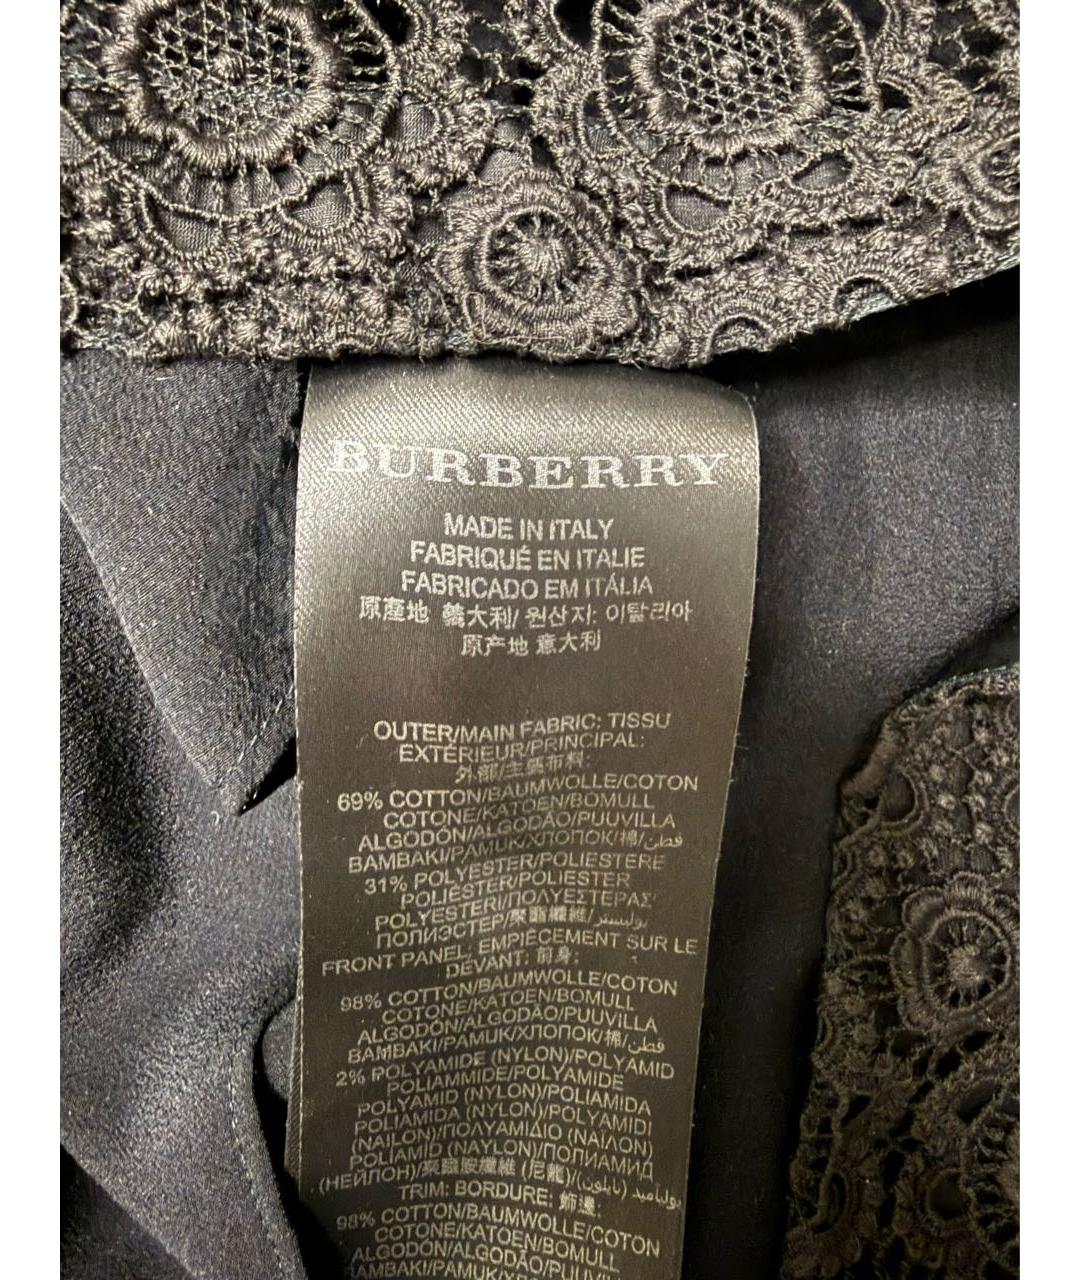 BURBERRY
MADE IN ITALY
FABRIQUÉ EN ITALIE
FABRICADO EM ITÁLIA
原產地 義大利/ 원산지: 이탈리아
原产地 意大利
OUTER/MAIN FABRIC: TISSU
EXTÉRIEUR/PRINCIPAL:
外部/主要布料:
69% COTTON/BAUMWOLLE/COTON
COTONE/KATOEN/BOMULL
ALGODÓN/ALGODÃO/PUUVILLA
BAMBAKI/PAMUK/ХЛОПОК/棉/قطن
31% POLYESTER/POLIESTERE
POLIÉSTER/POLIESTER
POLYESTERI/ΠΟΛΥΕΣΤΕΡΑΣ
ПОЛИЭСТЕР/聚酯纖維/بوليستر
FRONT PANEL: EMPIÈCEMENT SUR LE
DEVANT: 前身:
98% COTTON/BAUMWOLLE/COTON
COTONE/KATOEN/BOMULL
ALGODÓN/ALGODÃO/PUUVILLA
BAMBAKI/PAMUK/ХЛОПОК/棉/قطن
2% POLYAMIDE (NYLON)/POLYAMID
POLIAMMIDE/POLYAMIDE
POLYAMID (NYLON)/POLIAMIDA
POLIAMIDA (NYLON)/POLYAMIDI
(NAILON)/ΠΟΛΥΑΜΙΔΙΟ (ΝΑΪΛΟΝ)
POLÍAMID (NAYLON)/ПОЛИАМИД
(НЕЙЛОН)/聚醯胺纖維 (尼龍)/بولياميد (نايلون)
TRIM: BORDURE: 飾邊:
98% COTTON/BAUMWOLLE/COTON
COTONE/KATOEN/BOMULL
ALGODÓN/ALGODÃO/PUUVILLA